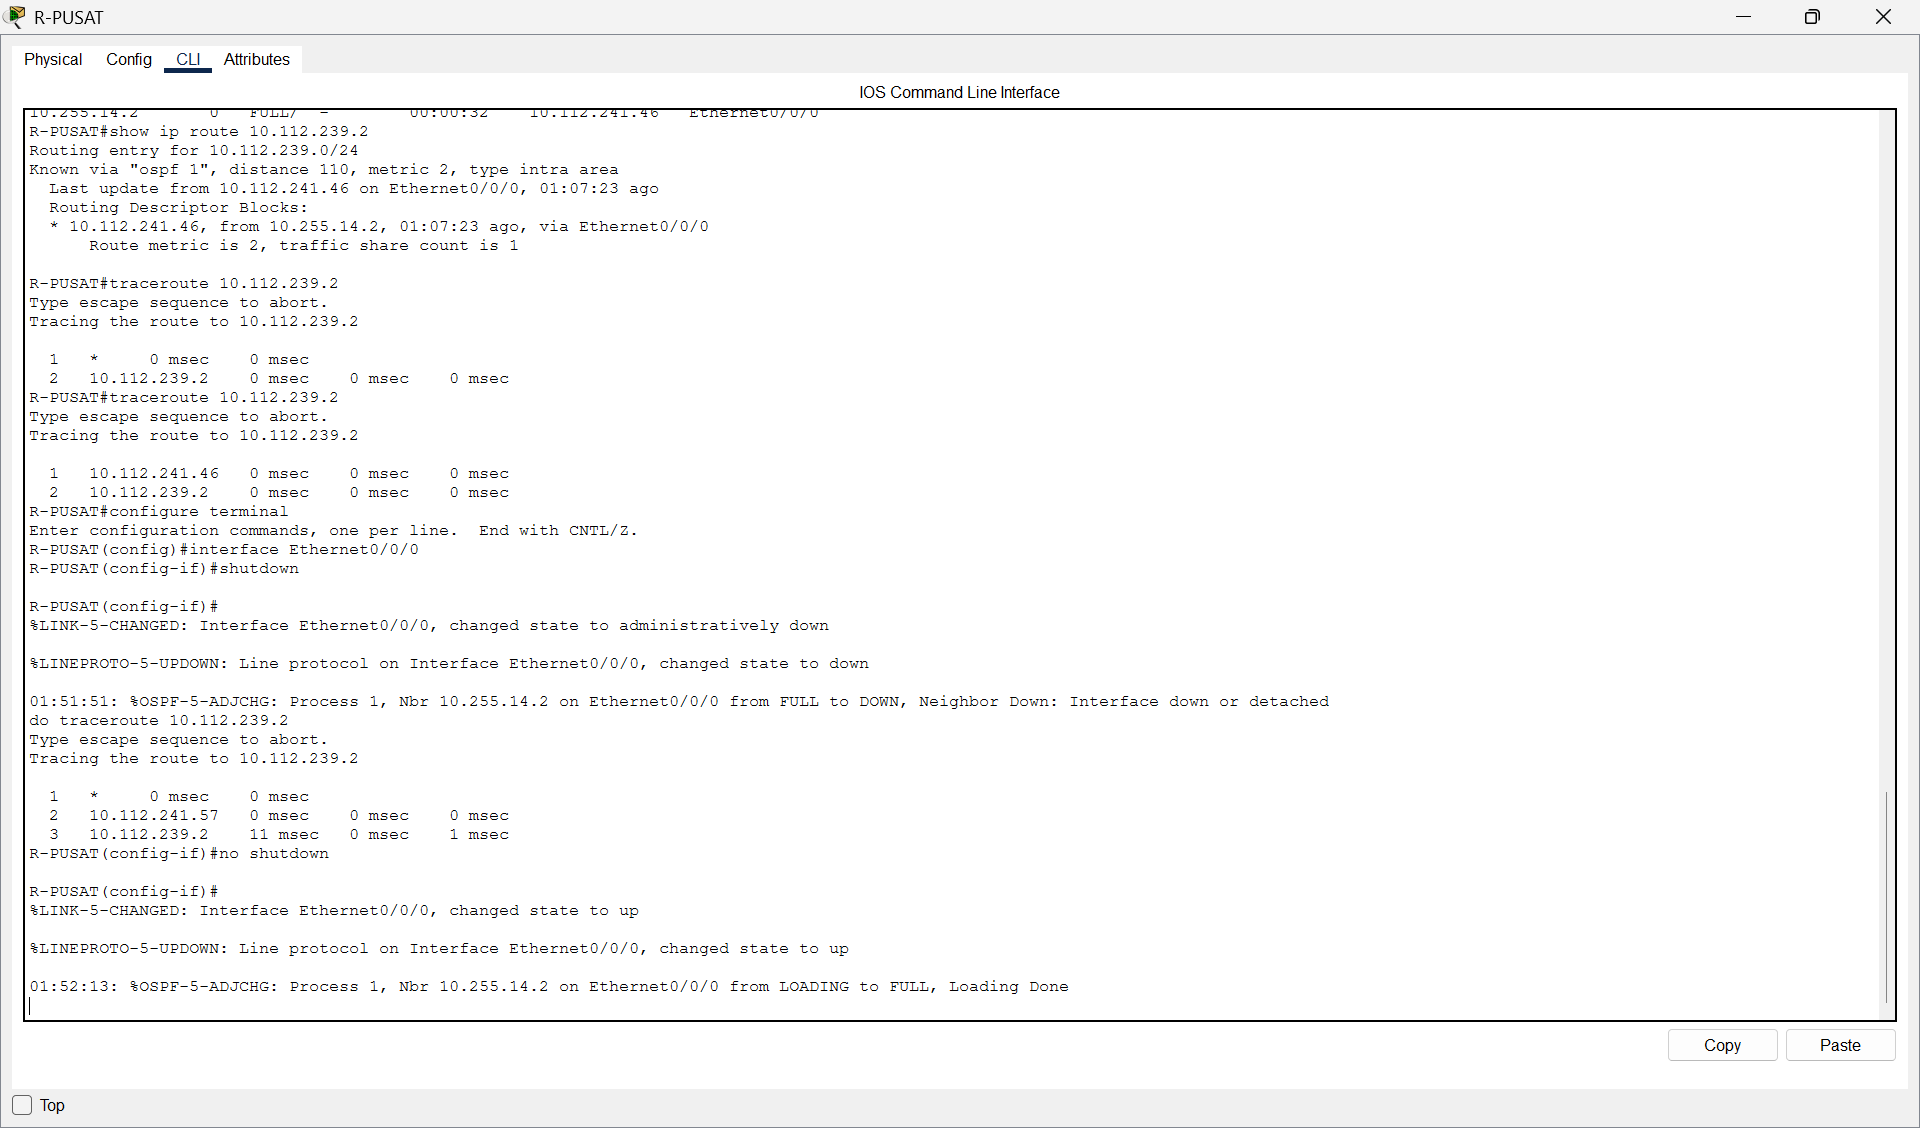 R-PUSAT
Physical Config CLI Attributes
IOS Command Line Interface
10.255.14.2 0 FULL/ - 00:00:32 10.112.241.46 Ethernet0/0/0
R-PUSAT#show ip route 10.112.239.2
Routing entry for 10.112.239.0/24
Known via "ospf 1", distance 110, metric 2, type intra area
Last update from 10.112.241.46 on Ethernet0/0/0, 01:07:23 ago
Routing Descriptor Blocks:
* 10.112.241.46, from 10.255.14.2, 01:07:23 ago, via Ethernet0/0/0
Route metric is 2, traffic share count is 1
R-PUSAT#traceroute 10.112.239.2
Type escape sequence to abort.
Tracing the route to 10.112.239.2
1 * 0 msec 0 msec
2 10.112.239.2 0 msec 0 msec 0 msec
R-PUSAT#traceroute 10.112.239.2
Type escape sequence to abort.
Tracing the route to 10.112.239.2
1 10.112.241.46 0 msec 0 msec 0 msec
2 10.112.239.2 0 msec 0 msec 0 msec
R-PUSAT#configure terminal
Enter configuration commands, one per line. End with CNTL/Z.
R-PUSAT(config)#interface Ethernet0/0/0
R-PUSAT(config-if)#shutdown
R-PUSAT(config-if)#
%LINK-5-CHANGED: Interface Ethernet0/0/0, changed state to administratively down
%LINEPROTO-5-UPDOWN: Line protocol on Interface Ethernet0/0/0, changed state to down
01:51:51: %OSPF-5-ADJCHG: Process 1, Nbr 10.255.14.2 on Ethernet0/0/0 from FULL to DOWN, Neighbor Down: Interface down or detached
do traceroute 10.112.239.2
Type escape sequence to abort.
Tracing the route to 10.112.239.2
1 * 0 msec 0 msec
2 10.112.241.57 0 msec 0 msec 0 msec
3 10.112.239.2 11 msec 0 msec 1 msec
R-PUSAT(config-if)#no shutdown
R-PUSAT(config-if)#
%LINK-5-CHANGED: Interface Ethernet0/0/0, changed state to up
%LINEPROTO-5-UPDOWN: Line protocol on Interface Ethernet0/0/0, changed state to up
01:52:13: %OSPF-5-ADJCHG: Process 1, Nbr 10.255.14.2 on Ethernet0/0/0 from LOADING to FULL, Loading Done
Copy Paste
Top